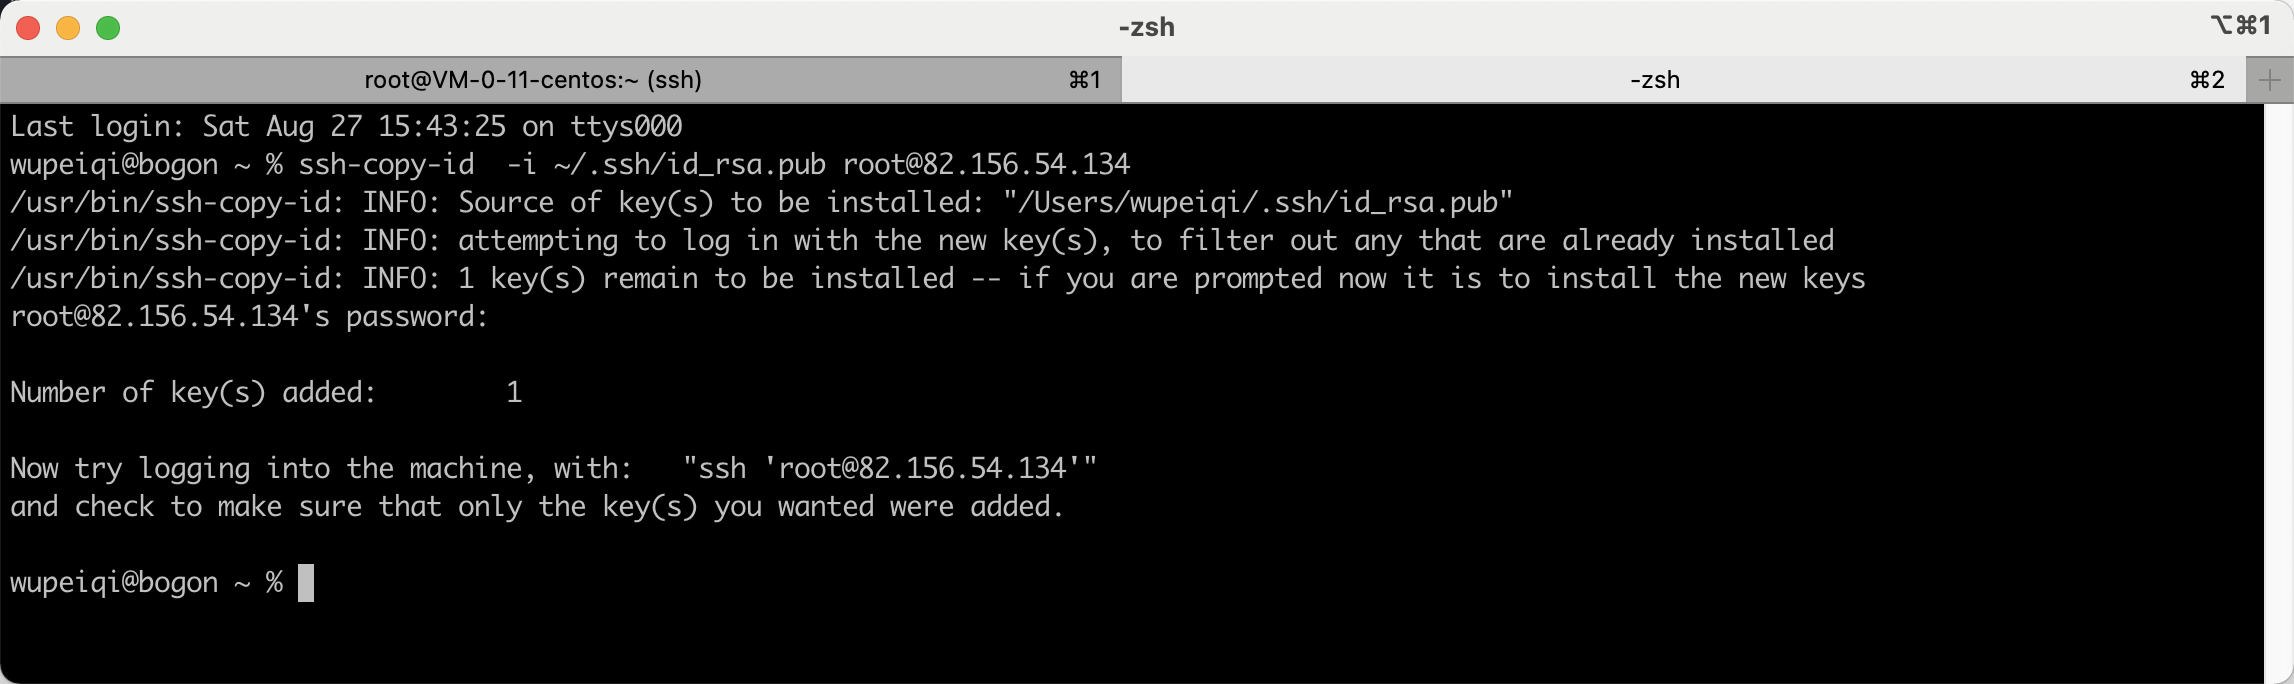 -zsh
⌥⌘1
root@VM-0-11-centos:~ (ssh) ⌘1
-zsh ⌘2
Last login: Sat Aug 27 15:43:25 on ttys000
wupeiqi@bogon ~ % ssh-copy-id  -i ~/.ssh/id_rsa.pub root@82.156.54.134
/usr/bin/ssh-copy-id: INFO: Source of key(s) to be installed: "/Users/wupeiqi/.ssh/id_rsa.pub"
/usr/bin/ssh-copy-id: INFO: attempting to log in with the new key(s), to filter out any that are already installed
/usr/bin/ssh-copy-id: INFO: 1 key(s) remain to be installed -- if you are prompted now it is to install the new keys
root@82.156.54.134's password:
Number of key(s) added:        1
Now try logging into the machine, with:   "ssh 'root@82.156.54.134'"
and check to make sure that only the key(s) you wanted were added.
wupeiqi@bogon ~ %